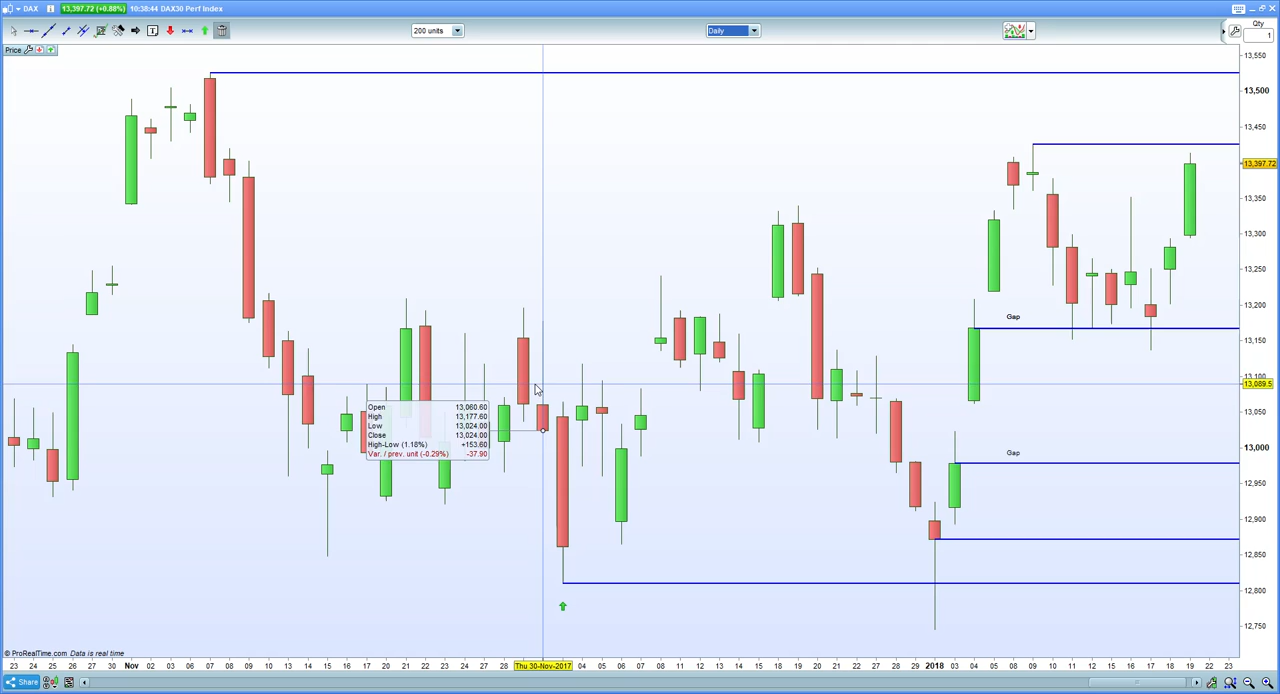 DAX 13,397.72 (+0.88%) 10:38:44 DAX30 Perf Index
200 units Daily Qty 1
Price
13,550
13,500
13,450
13,397.72
13,350
13,300
13,250
Gap
13,200
13,150
13,100
13,089.5
Open 13,060.60
High 13,177.60
Low 13,024.00
Close 13,024.00
High-Low (1.18%) +153.60
Var. / prev. unit (-0.29%) -37.90
13,050
13,000
Gap
12,950
12,900
12,850
12,800
12,750
© ProRealTime.com Data is real time
23 24 25 26 27 30 Nov 02 03 06 07 08 09 10 13 14 15 16 17 20 21 22 23 24 27 28 Thu 30-Nov-2017 04 05 06 07 08 11 12 13 14 15 18 19 20 21 22 27 28 29 2018 03 04 05 08 09 10 11 12 15 16 17 18 19 22 23
Share